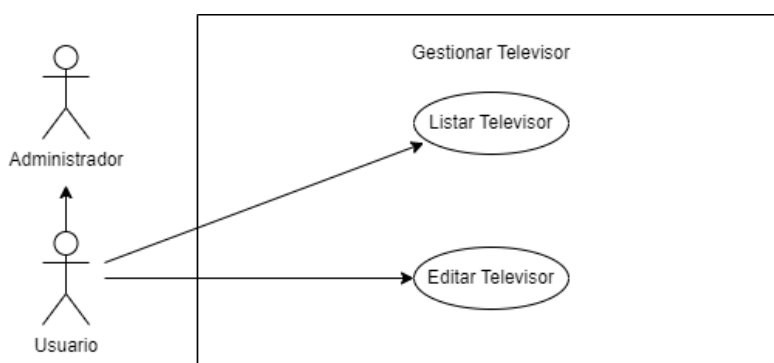 Gestionar Televisor
Listar Televisor
Administrador
Editar Televisor
Usuario